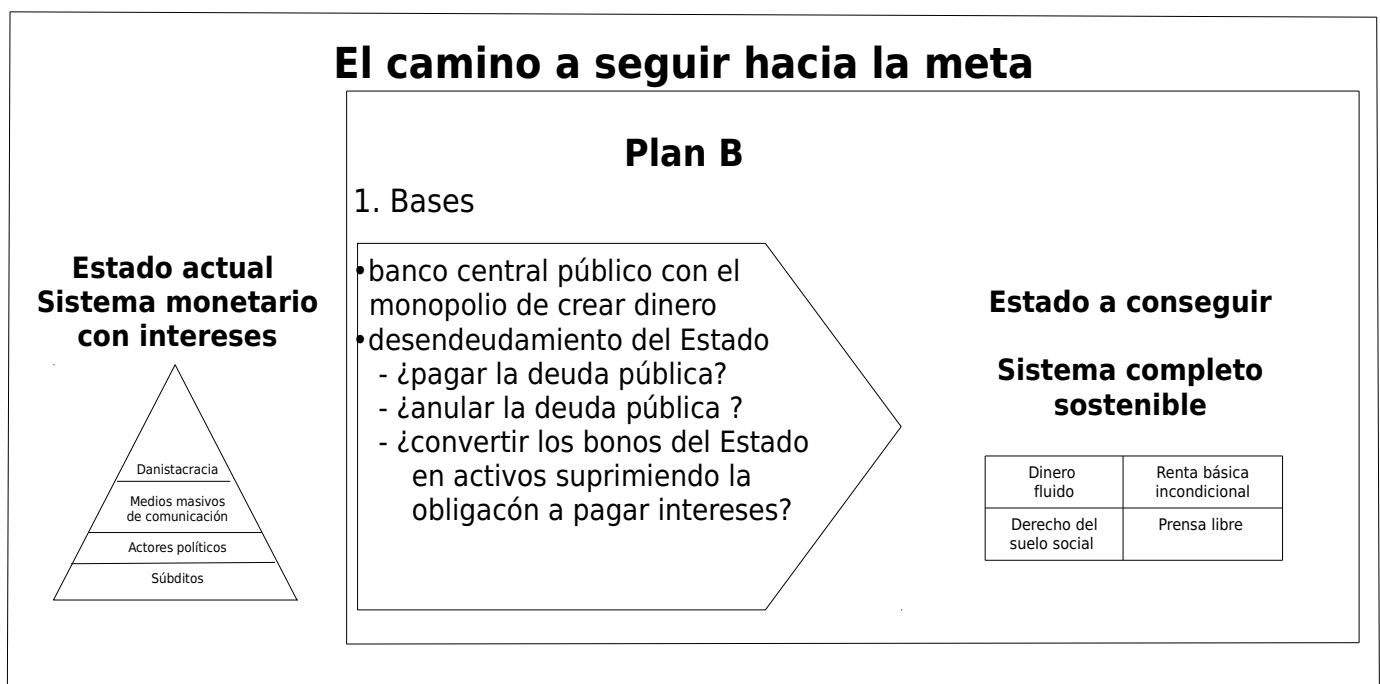 El camino a seguir hacia la meta
Plan B
1. Bases
Estado actual
Sistema monetario
con intereses
Danistacracia
Medios masivos
de comunicación
Actores políticos
Súbditos
•banco central público con el
monopolio de crear dinero
•desendeudamiento del Estado
- ¿pagar la deuda pública?
- ¿anular la deuda pública ?
- ¿convertir los bonos del Estado
en activos suprimiendo la
obligacón a pagar intereses?
Estado a conseguir
Sistema completo
sostenible
Dinero
fluido
Renta básica
incondicional
Derecho del
suelo social
Prensa libre